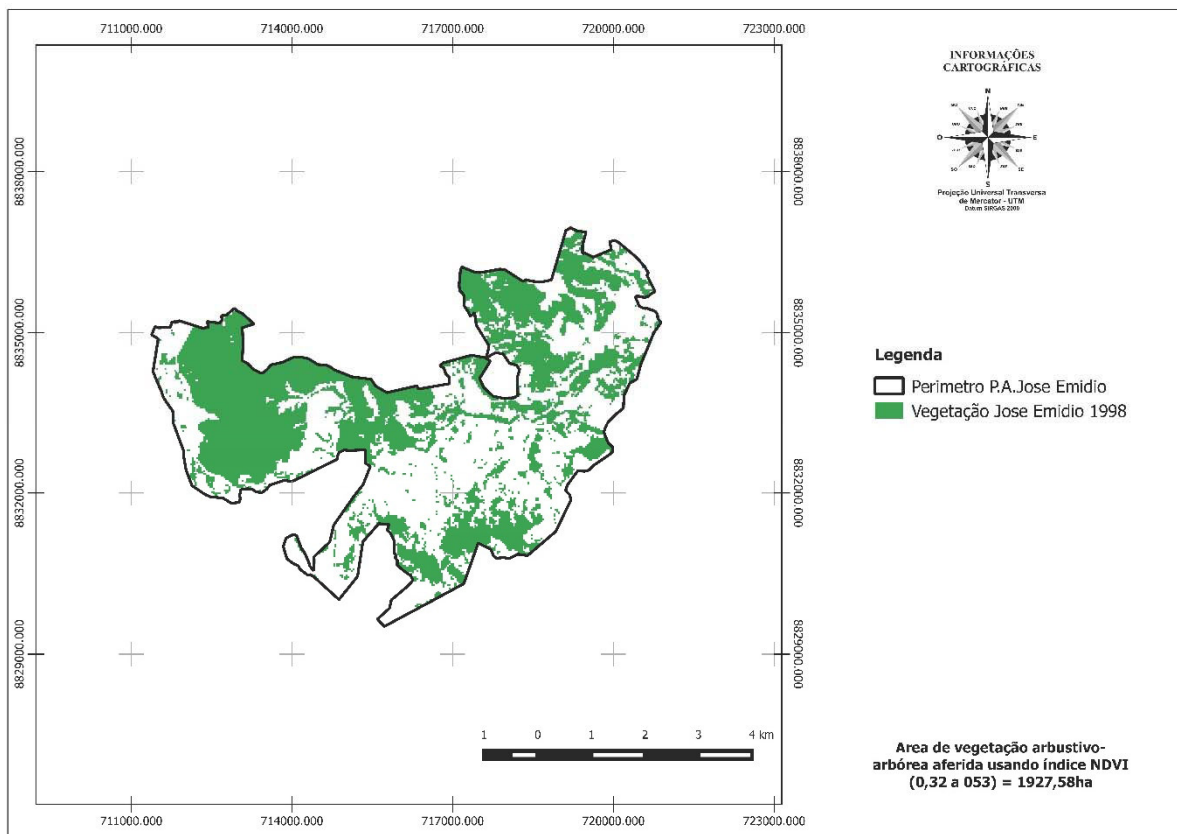 711000.000 714000.000 717000.000 720000.000 723000.000
8838000.000 8838000.000
8835000.000 8835000.000
8832000.000 8832000.000
8829000.000 8829000.000
711000.000 714000.000 717000.000 720000.000 723000.000
1 0 1 2 3 4 km
INFORMAÇÕES
CARTOGRÁFICAS
N
O E
SO SE
S
Projeção Universal Transversa
de Mercator - UTM
Datum SIRGAS 2000
Legenda
Perimetro P.A.Jose Emidio
Vegetação Jose Emidio 1998
Area de vegetação arbustivo-
arbórea aferida usando índice NDVI
(0,32 a 053) = 1927,58ha